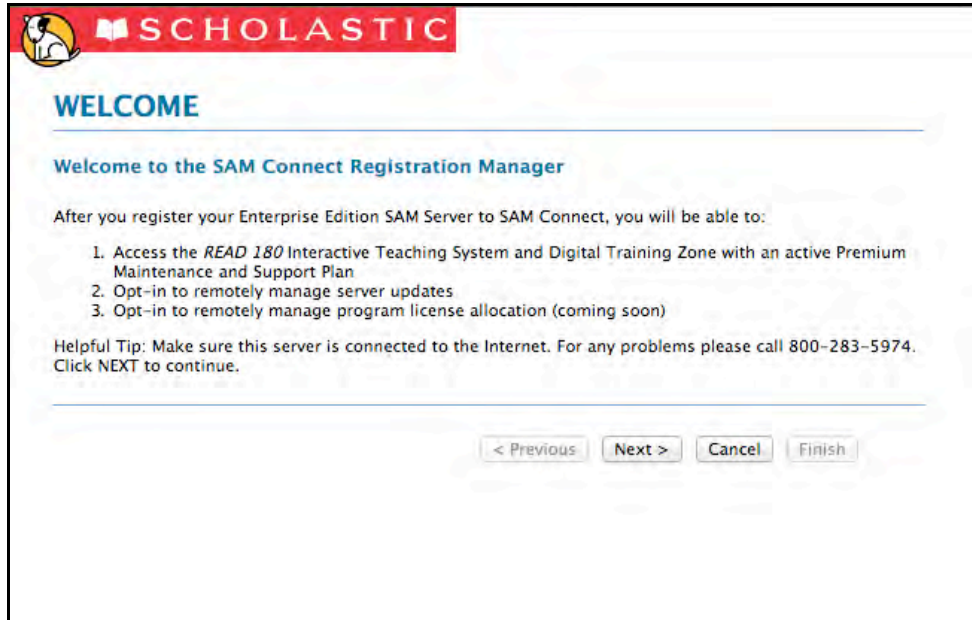 SCHOLASTIC
WELCOME
Welcome to the SAM Connect Registration Manager
After you register your Enterprise Edition SAM Server to SAM Connect, you will be able to:
1. Access the READ 180 Interactive Teaching System and Digital Training Zone with an active Premium
Maintenance and Support Plan
2. Opt-in to remotely manage server updates
3. Opt-in to remotely manage program license allocation (coming soon)
Helpful Tip: Make sure this server is connected to the Internet. For any problems please call 800-283-5974.
Click NEXT to continue.
< Previous Next > Cancel Finish